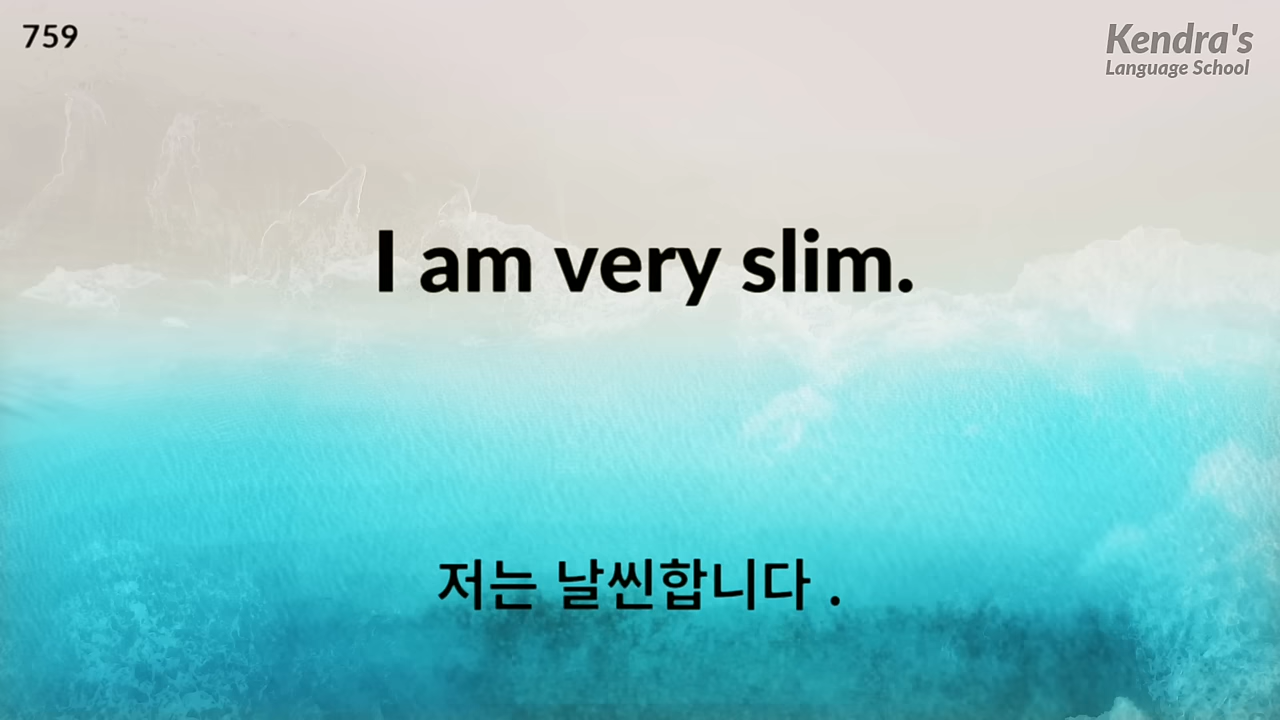 759
Kendra's
Language School
I am very slim.
저는 날씬합니다 .